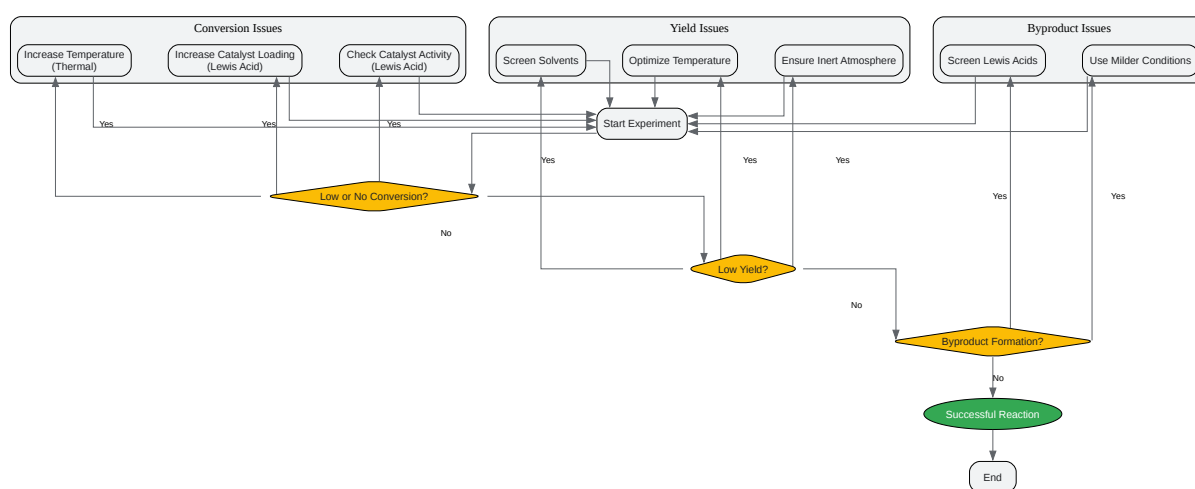 Conversion Issues
Yield Issues
Byproduct Issues
Increase Temperature
(Thermal)
Increase Catalyst Loading
(Lewis Acid)
Check Catalyst Activity
(Lewis Acid)
Screen Solvents
Optimize Temperature
Ensure Inert Atmosphere
Screen Lewis Acids
Use Milder Conditions
Start Experiment
Yes
Yes
Yes
Yes
Yes
Yes
Yes
Yes
Low or No Conversion?
No
Low Yield?
No
Byproduct Formation?
No
Successful Reaction
End